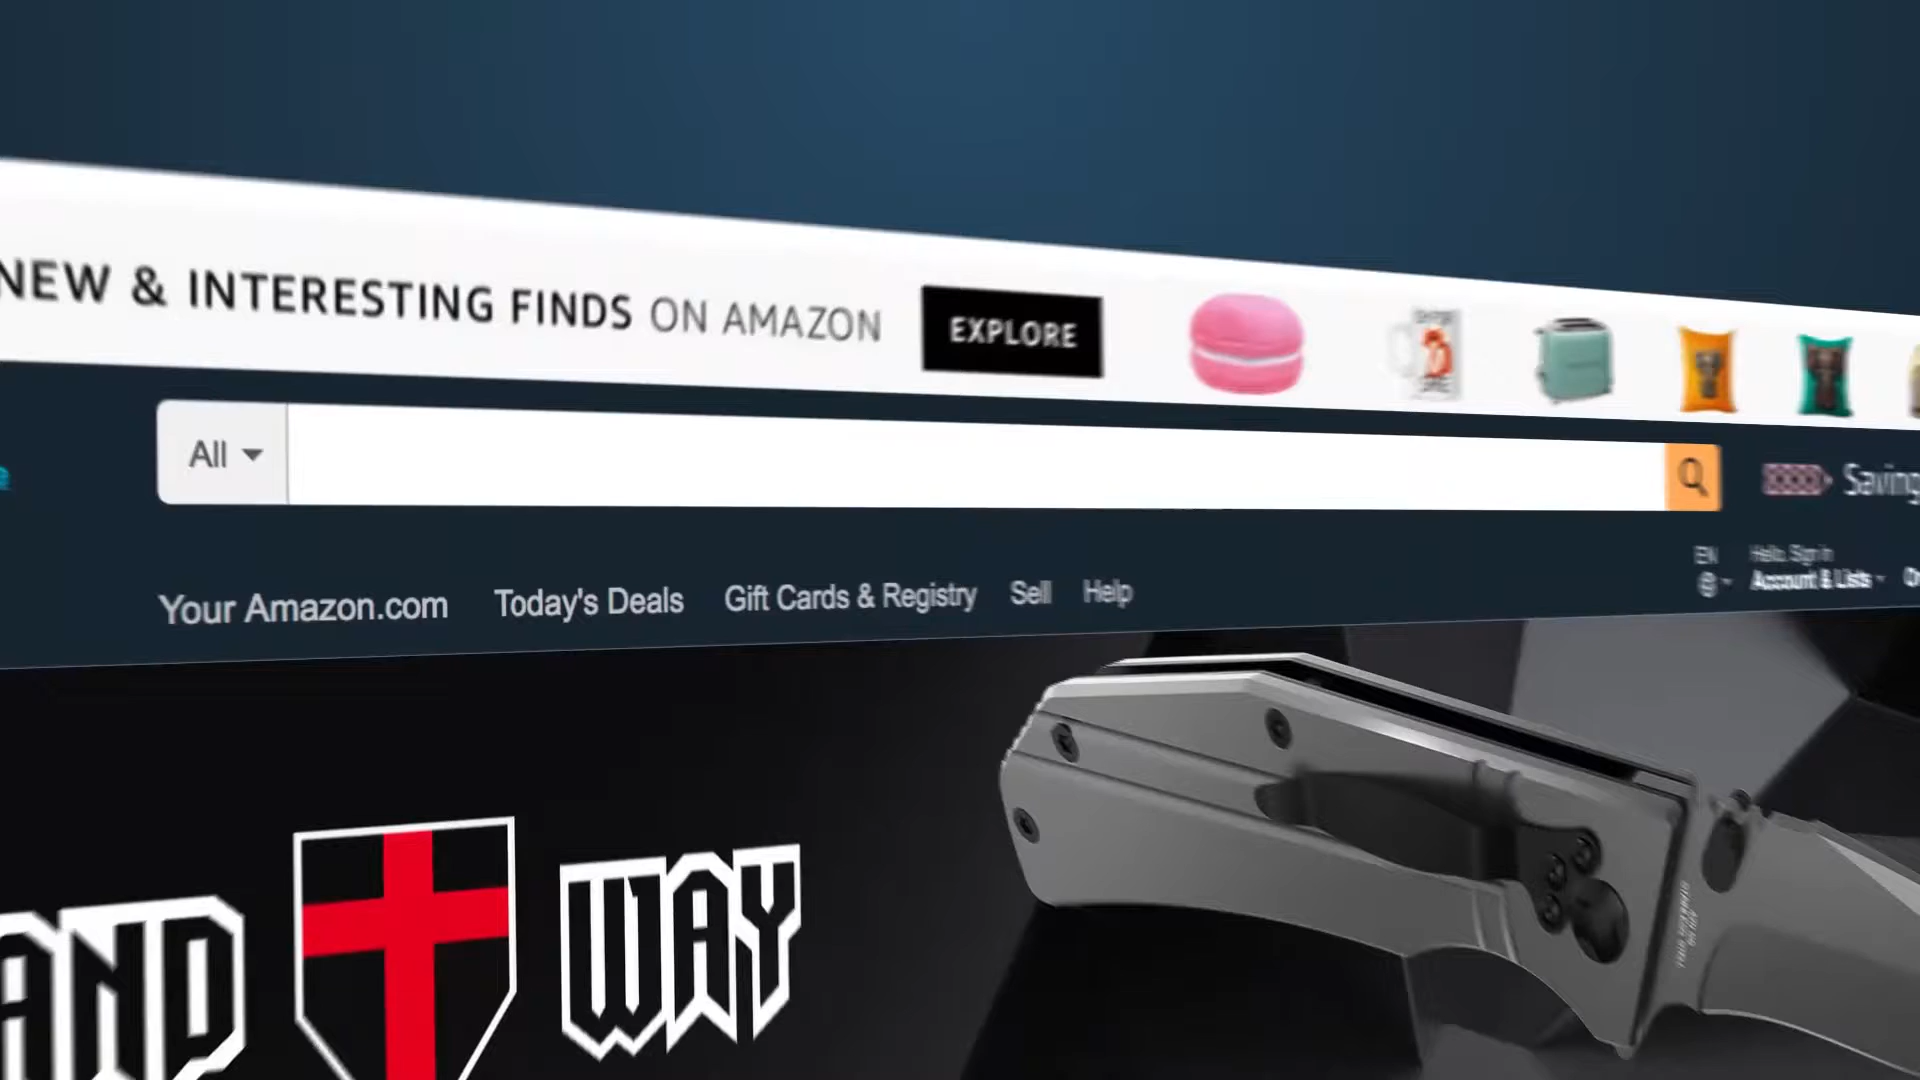 NEW & INTERESTING FINDS ON AMAZON
EXPLORE
All
Saving
EN
Hello, Sign in
Account & Lists
Your Amazon.com
Today's Deals
Gift Cards & Registry
Sell
Help
AND
WAY